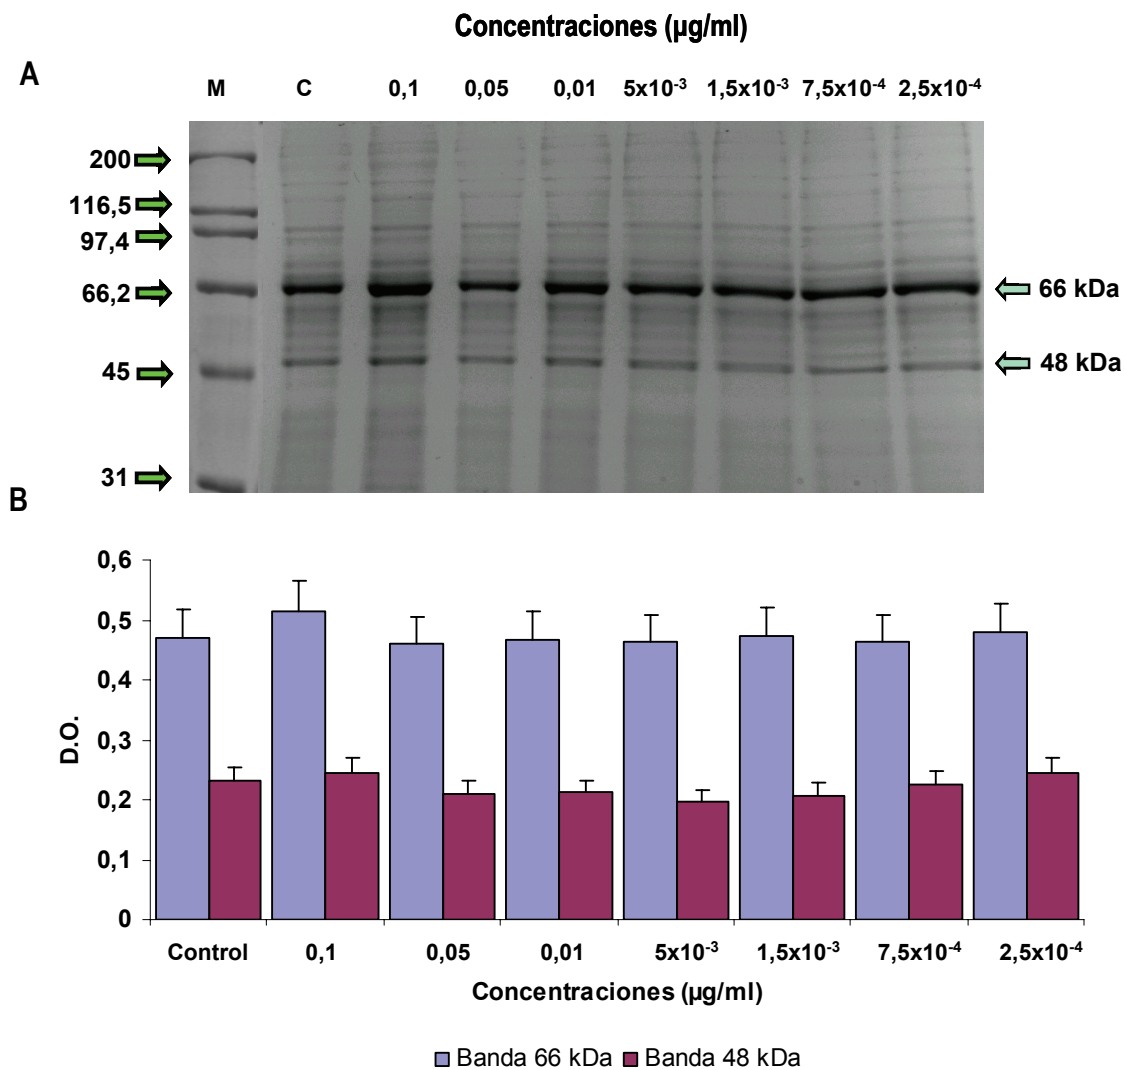 Concentraciones (µg/ml)
A
M C 0,1 0,05 0,01 5x10⁻³ 1,5x10⁻³ 7,5x10⁻⁴ 2,5x10⁻⁴
200
116,5
97,4
66,2
66 kDa
48 kDa
45
31
B
0,6
0,5
0,4
0,3
0,2
0,1
0
D.O.
Control 0,1 0,05 0,01 5x10⁻³ 1,5x10⁻³ 7,5x10⁻⁴ 2,5x10⁻⁴
Concentraciones (µg/ml)
Banda 66 kDa Banda 48 kDa